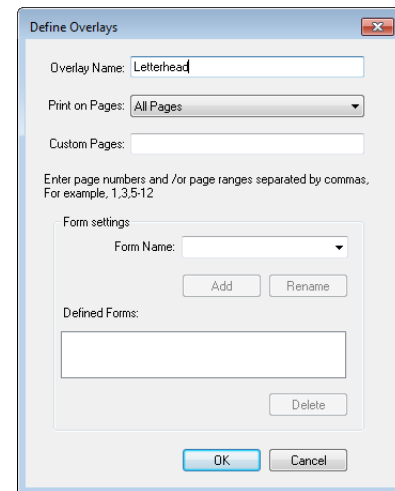 Define Overlays
Overlay Name: Letterhead
Print on Pages: All Pages
Custom Pages:
Enter page numbers and /or page ranges separated by commas,
For example, 1,3,5-12
Form settings
Form Name:
Add Rename
Defined Forms:
Delete
OK Cancel